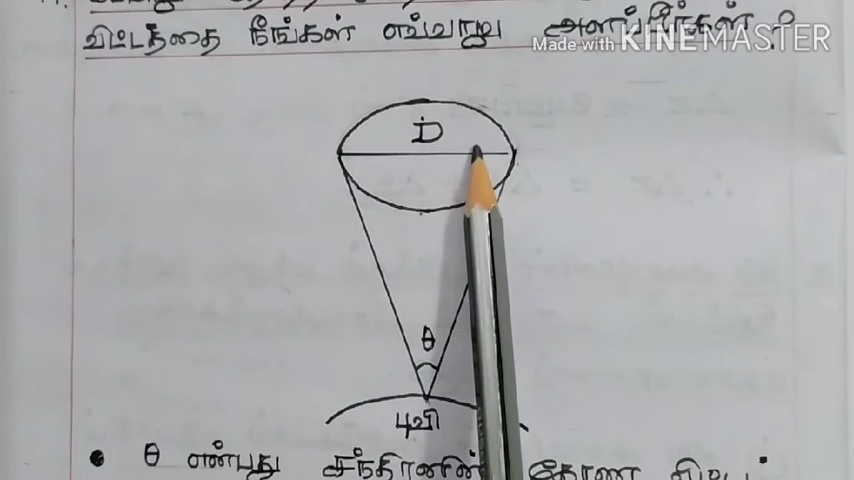 விட்டத்தை நீங்கள் எவ்வாறு அளப்பீர்கள் ?
Made with KINEMASTER
D
θ
புவி
• θ என்பது சந்திரனின் கோண